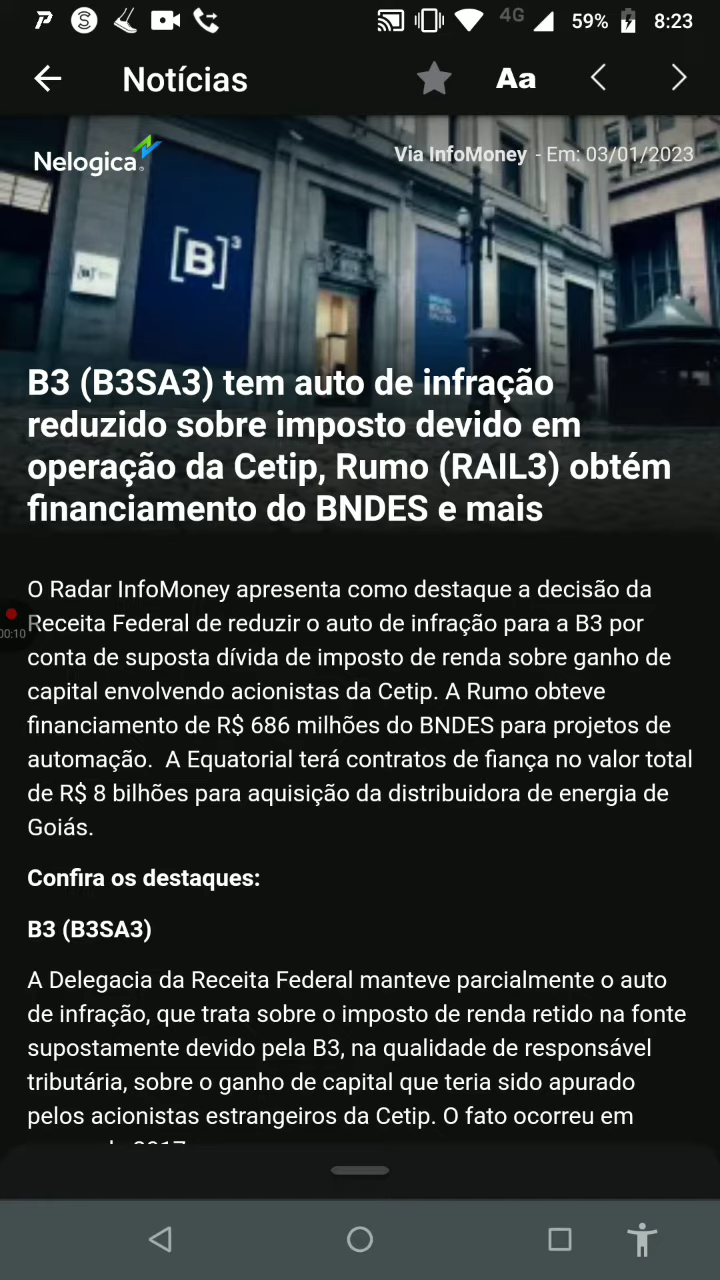 4G 59% 8:23
Notícias Aa
Nelogica
Via InfoMoney - Em: 03/01/2023
[B]³
B3 (B3SA3) tem auto de infração
reduzido sobre imposto devido em
operação da Cetip, Rumo (RAIL3) obtém
financiamento do BNDES e mais
O Radar InfoMoney apresenta como destaque a decisão da
00:10
Receita Federal de reduzir o auto de infração para a B3 por
conta de suposta dívida de imposto de renda sobre ganho de
capital envolvendo acionistas da Cetip. A Rumo obteve
financiamento de R$ 686 milhões do BNDES para projetos de
automação. A Equatorial terá contratos de fiança no valor total
de R$ 8 bilhões para aquisição da distribuidora de energia de
Goiás.
Confira os destaques:
B3 (B3SA3)
A Delegacia da Receita Federal manteve parcialmente o auto
de infração, que trata sobre o imposto de renda retido na fonte
supostamente devido pela B3, na qualidade de responsável
tributária, sobre o ganho de capital que teria sido apurado
pelos acionistas estrangeiros da Cetip. O fato ocorreu em
2017